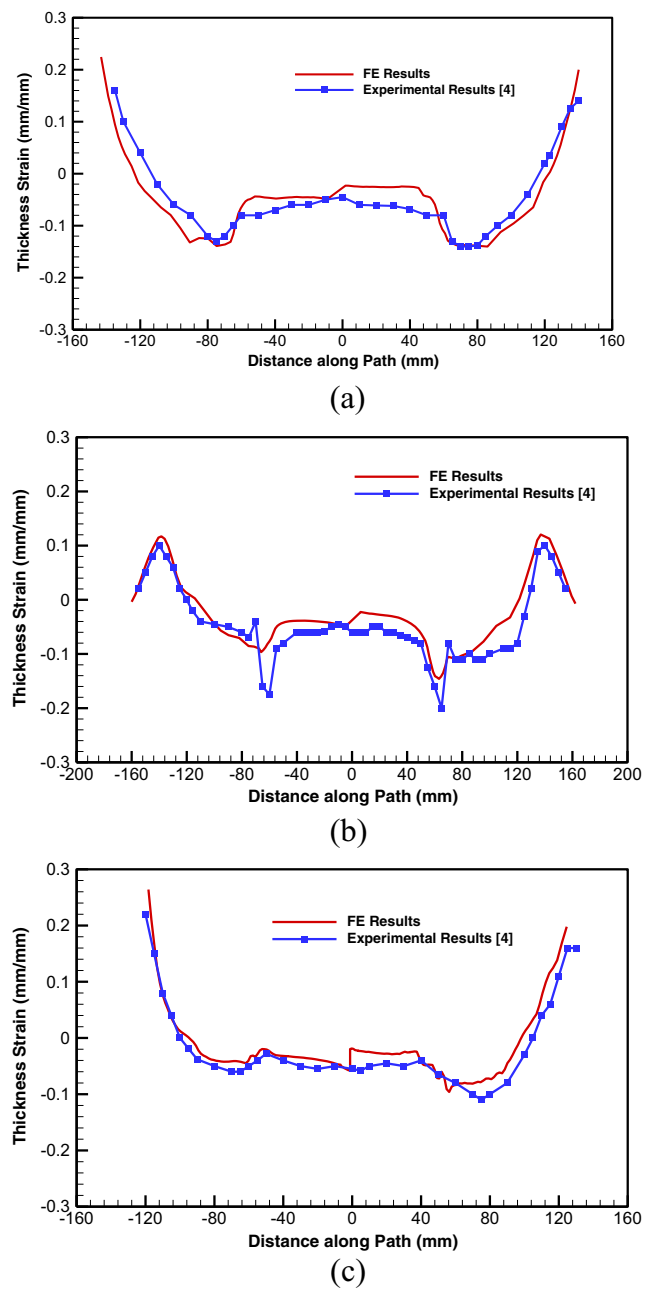 0.3
0.2
0.1
0
-0.1
-0.2
-0.3
Thickness Strain (mm/mm)
FE Results
Experimental Results [4]
-160 -120 -80 -40 0 40 80 120 160
Distance along Path (mm)
(a)
0.3
0.2
0.1
0
-0.1
-0.2
-0.3
Thickness Strain (mm/mm)
FE Results
Experimental Results [4]
-200 -160 -120 -80 -40 0 40 80 120 160 200
Distance along Path (mm)
(b)
0.3
0.2
0.1
0
-0.1
-0.2
-0.3
Thickness Strain (mm/mm)
FE Results
Experimental Results [4]
-160 -120 -80 -40 0 40 80 120 160
Distance along Path (mm)
(c)